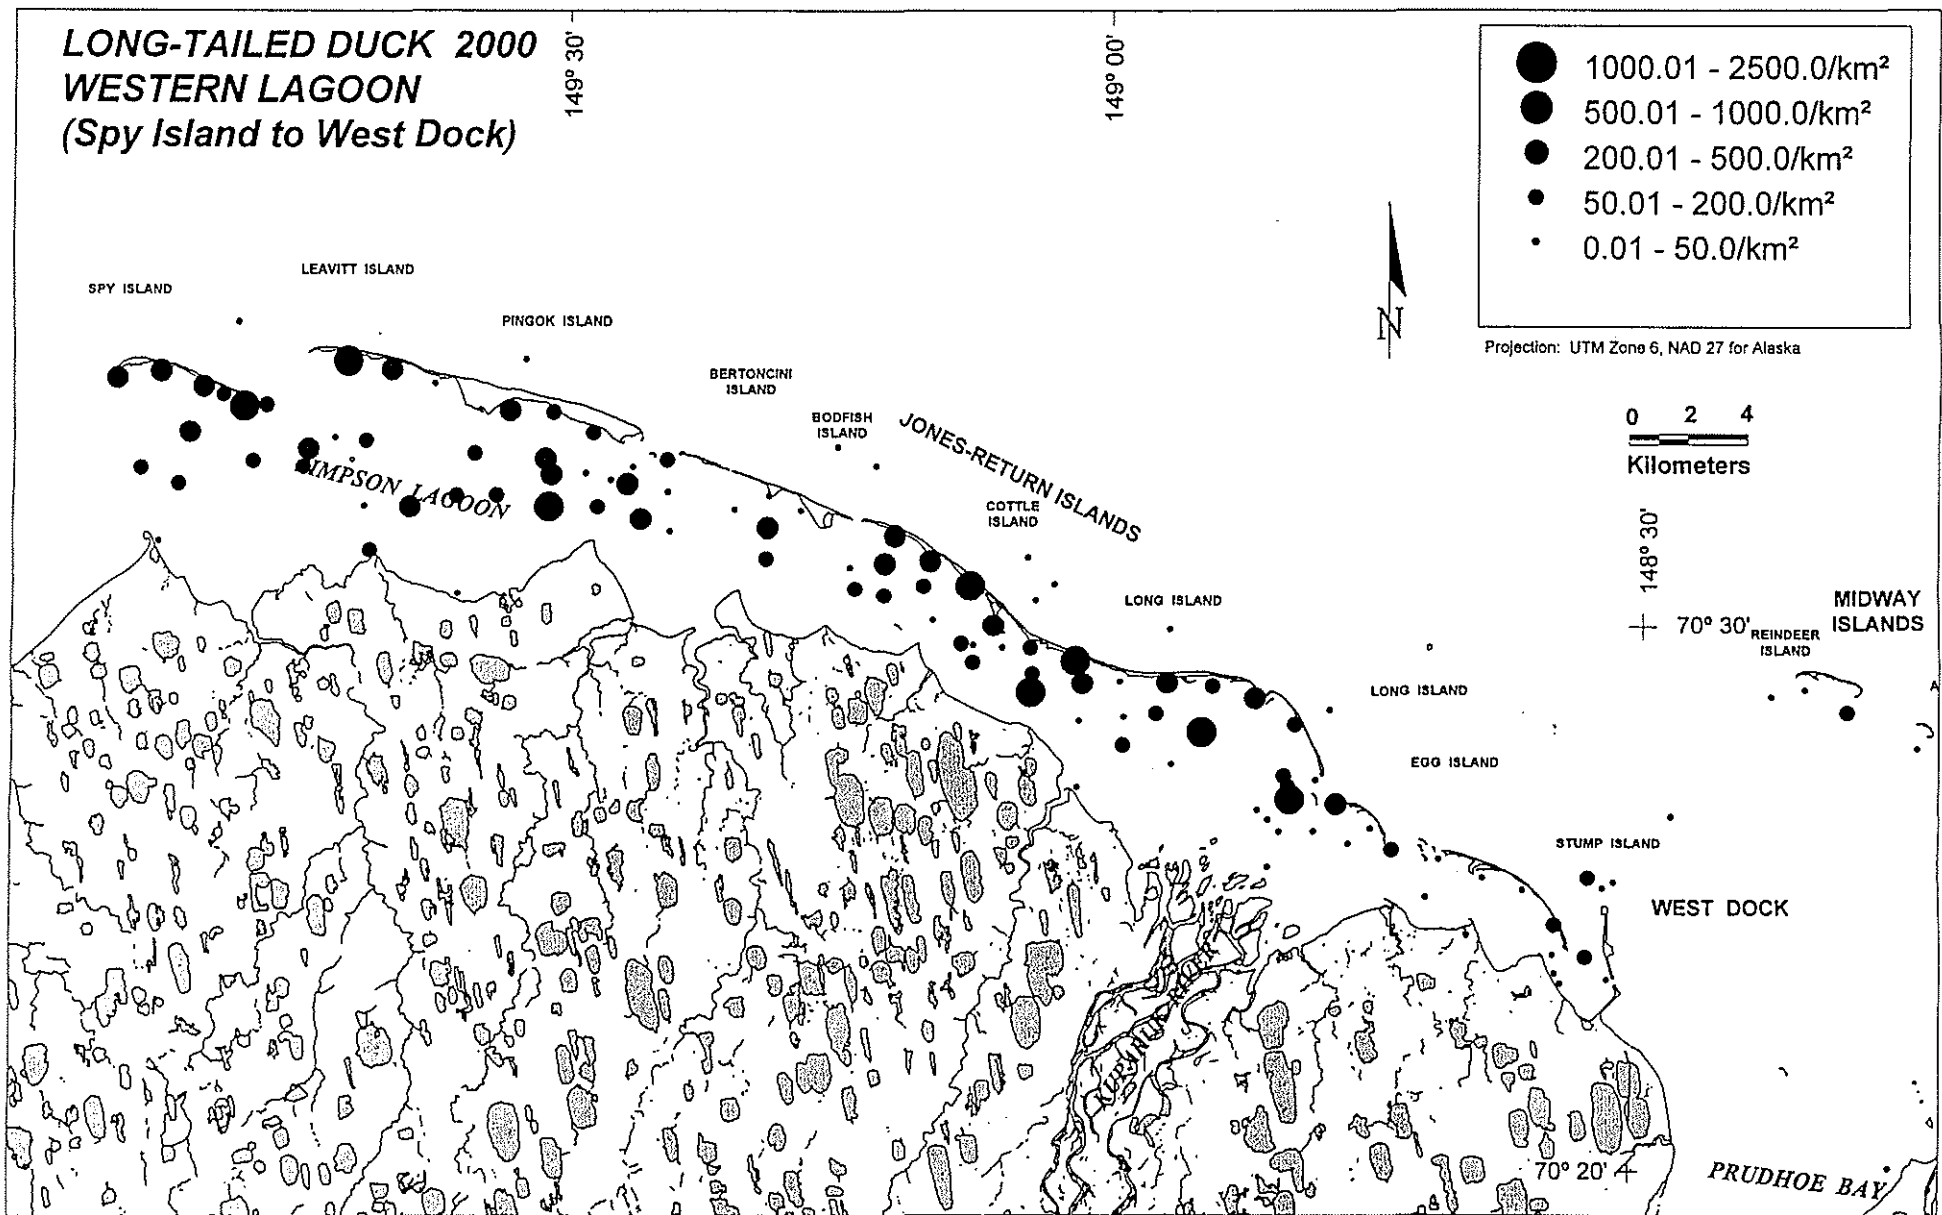 LONG-TAILED DUCK 2000
WESTERN LAGOON
(Spy Island to West Dock)
149° 30'
149° 00'
1000.01 - 2500.0/km²
500.01 - 1000.0/km²
200.01 - 500.0/km²
50.01 - 200.0/km²
0.01 - 50.0/km²
Projection: UTM Zone 6, NAD 27 for Alaska
N
0 2 4
Kilometers
SPY ISLAND
LEAVITT ISLAND
PINGOK ISLAND
BERTONCINI
ISLAND
BODFISH
ISLAND
JONES-RETURN ISLANDS
COTTLE
ISLAND
SIMPSON LAGOON
LONG ISLAND
148° 30'
70° 30'
MIDWAY
ISLANDS
REINDEER
ISLAND
A
LONG ISLAND
EGG ISLAND
STUMP ISLAND
WEST DOCK
KUPARUK RIVER
70° 20'
PRUDHOE BAY